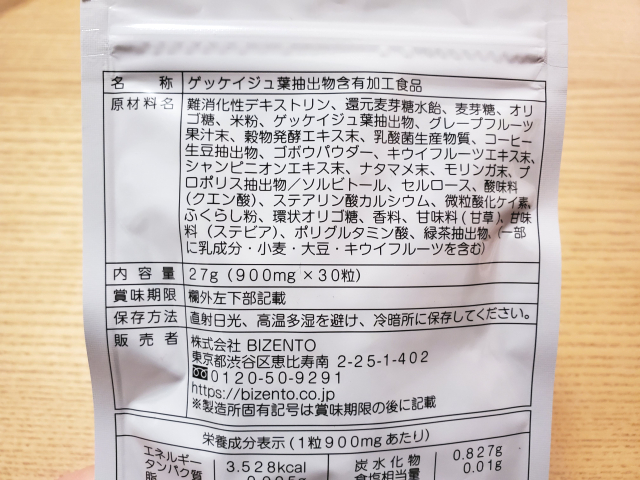 名称 ゲッケイジュ葉抽出物含有加工食品
原材料名 難消化性デキストリン、還元麦芽糖水飴、麦芽糖、オリ
ゴ糖、米粉、ゲッケイジュ葉抽出物、グレープフルーツ
果汁末、穀物発酵エキス末、乳酸菌生産物質、コーヒー
生豆抽出物、ゴボウパウダー、キウイフルーツエキス末、
シャンピニオンエキス末、ナタマメ末、モリンガ末、プ
ロポリス抽出物／ソルビトール、セルロース、酸味料
(クエン酸)、ステアリン酸カルシウム、微粒酸化ケイ素、
ふくらし粉、環状オリゴ糖、香料、甘味料(甘草)、甘味
料（ステビア）、ポリグルタミン酸、緑茶抽出物、(一部
に乳成分・小麦・大豆・キウイフルーツを含む)
内容量 27g（900mg×30粒）
賞味期限 欄外左下部記載
保存方法 直射日光、高温多湿を避け、冷暗所に保存してください。
販売者 株式会社 BIZENTO
東京都渋谷区恵比寿南 2-25-1-402
0120-50-9291
https://bizento.co.jp
※製造所固有記号は賞味期限の後に記載
栄養成分表示(1粒900mgあたり)
エネルギー 3.528kcal 炭水化物 0.827g
タンパク質 食塩相当量 0.01g